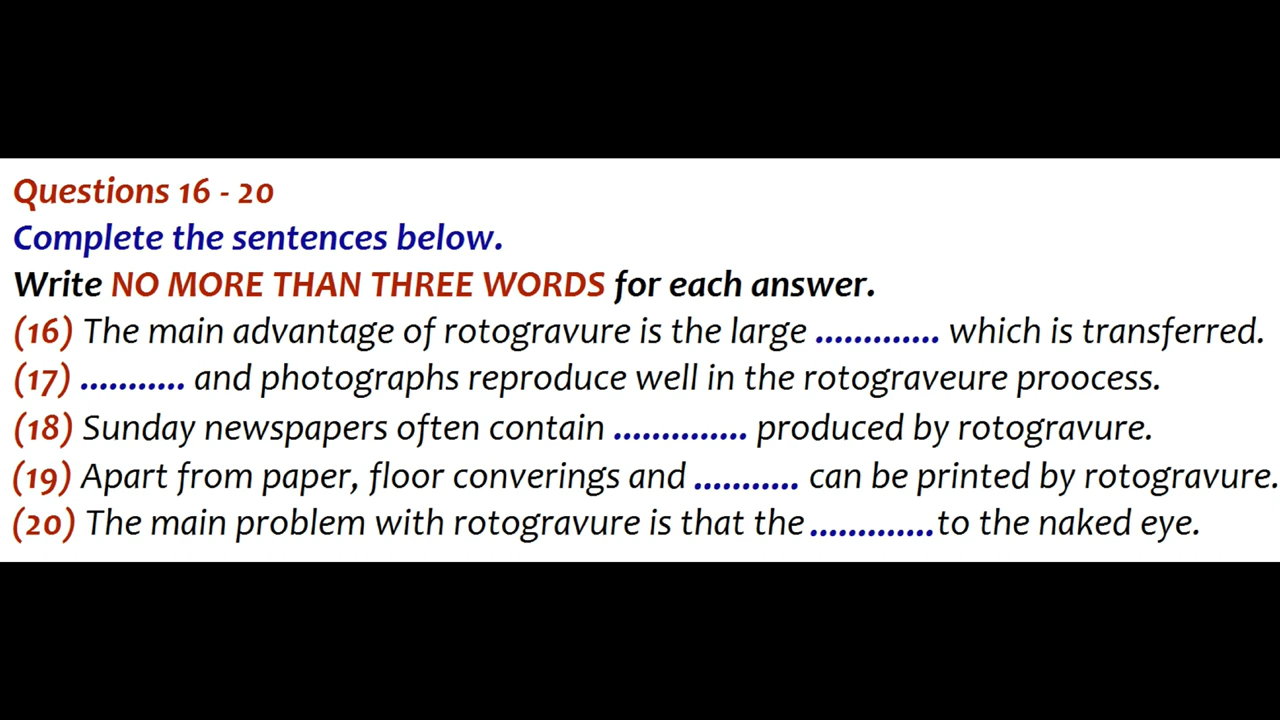 Questions 16 - 20
Complete the sentences below.
Write NO MORE THAN THREE WORDS for each answer.
(16) The main advantage of rotogravure is the large ............. which is transferred.
(17) ........... and photographs reproduce well in the rotograveure proocess.
(18) Sunday newspapers often contain .............. produced by rotogravure.
(19) Apart from paper, floor converings and ........... can be printed by rotogravure.
(20) The main problem with rotogravure is that the ............. to the naked eye.